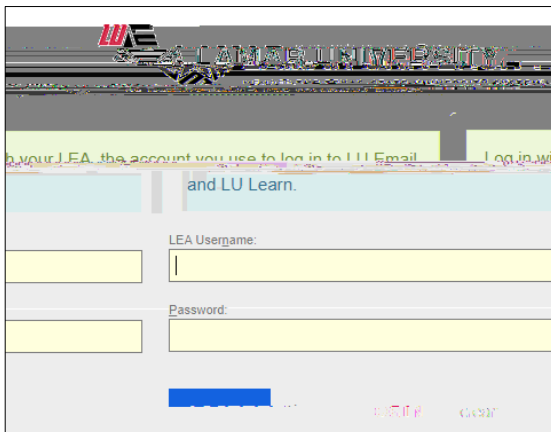 LU
LAMAR UNIVERSITY
h your LEA, the account you use to log in to LU Email
Log in wi
and LU Learn.
LEA Username:
Password: